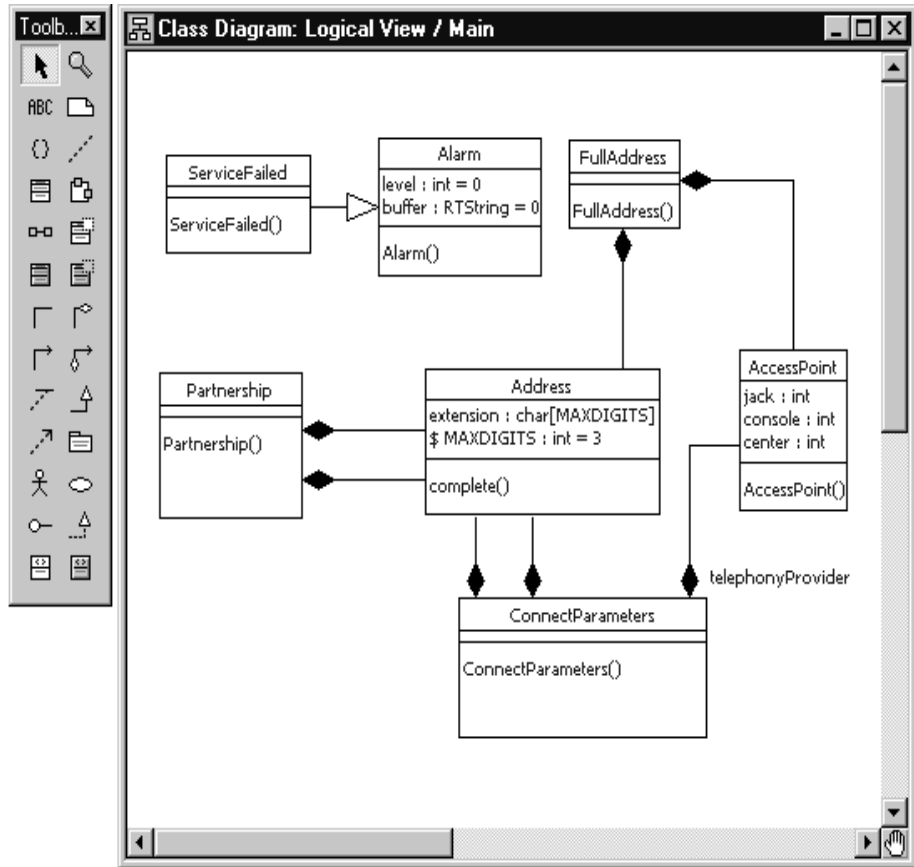 Toolb...
Class Diagram: Logical View / Main
ABC
ServiceFailed
ServiceFailed()
Alarm
level : int = 0
buffer : RTString = 0
Alarm()
FullAddress
FullAddress()
Partnership
Partnership()
Address
extension : char[MAXDIGITS]
$ MAXDIGITS : int = 3
complete()
AccessPoint
jack : int
console : int
center : int
AccessPoint()
telephonyProvider
ConnectParameters
ConnectParameters()